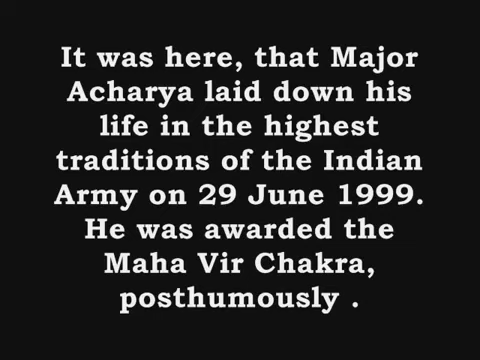 It was here, that Major
Acharya laid down his
life in the highest
traditions of the Indian
Army on 29 June 1999.
He was awarded the
Maha Vir Chakra,
posthumously .